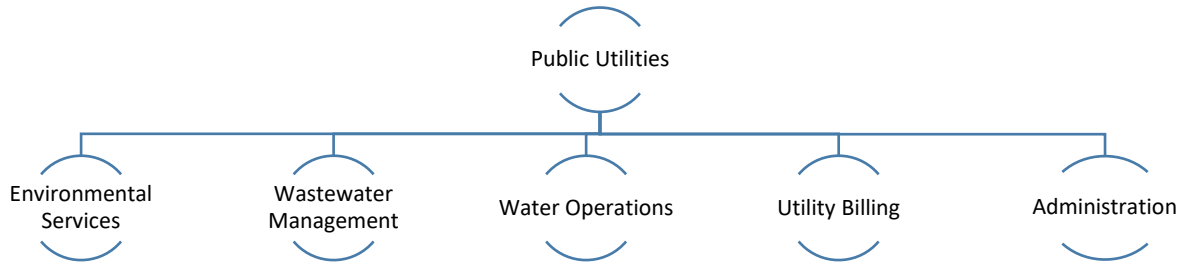 Public Utilities
Environmental
Services
Wastewater
Management
Water Operations
Utility Billing
Administration